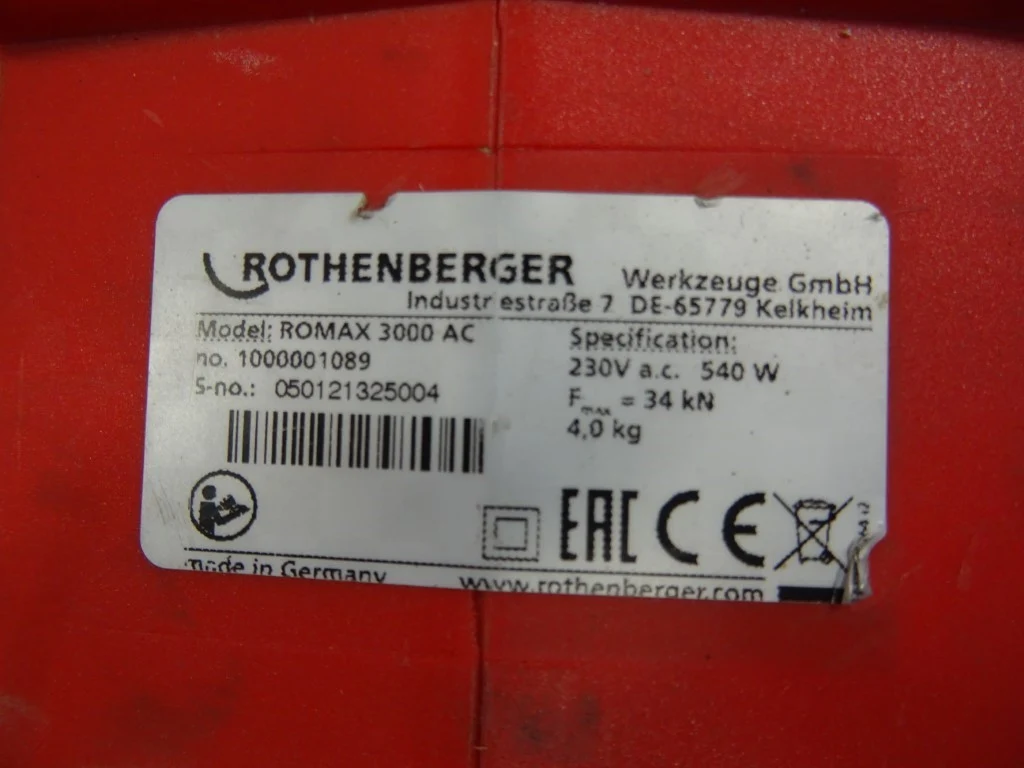 ROTHENBERGER Werkzeuge GmbH
Industriestraße 7 DE-65779 Kelkheim
Model: ROMAX 3000 AC
no. 1000001089
S-no.: 050121325004
Specification:
230V a.c. 540 W
Fmax = 34 kN
4,0 kg
EAC CE
made in Germany
www.rothenberger.com